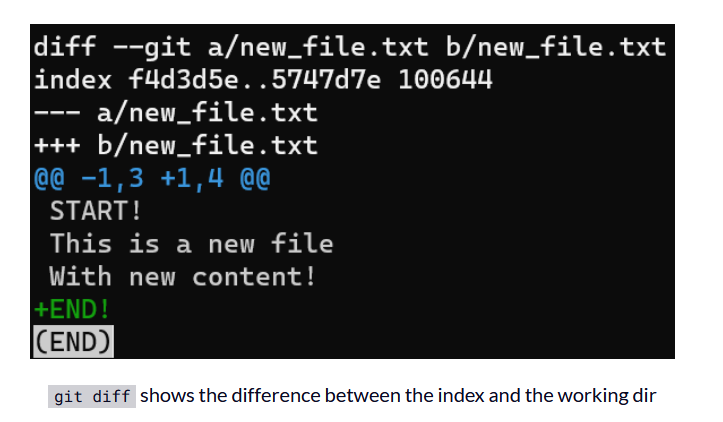 diff --git a/new_file.txt b/new_file.txt
index f4d3d5e..5747d7e 100644
--- a/new_file.txt
+++ b/new_file.txt
@@ -1,3 +1,4 @@
 START!
 This is a new file
 With new content!
+END!
(END)
git diff shows the difference between the index and the working dir